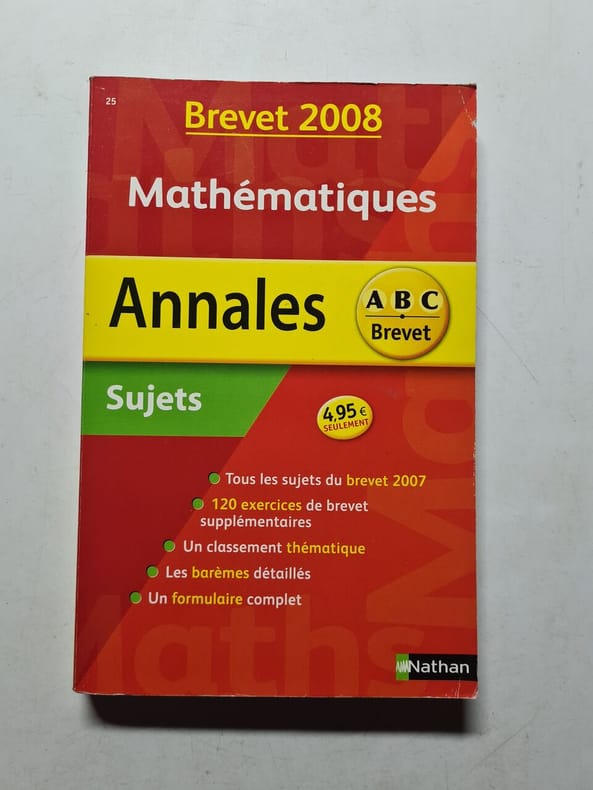 25
Brevet 2008
Mathématiques
Annales
ABC
Brevet
Sujets
4,95 €
SEULEMENT
Tous les sujets du brevet 2007
120 exercices de brevet
supplémentaires
Un classement thématique
Les barèmes détaillés
Un formulaire complet
Maths
Nathan